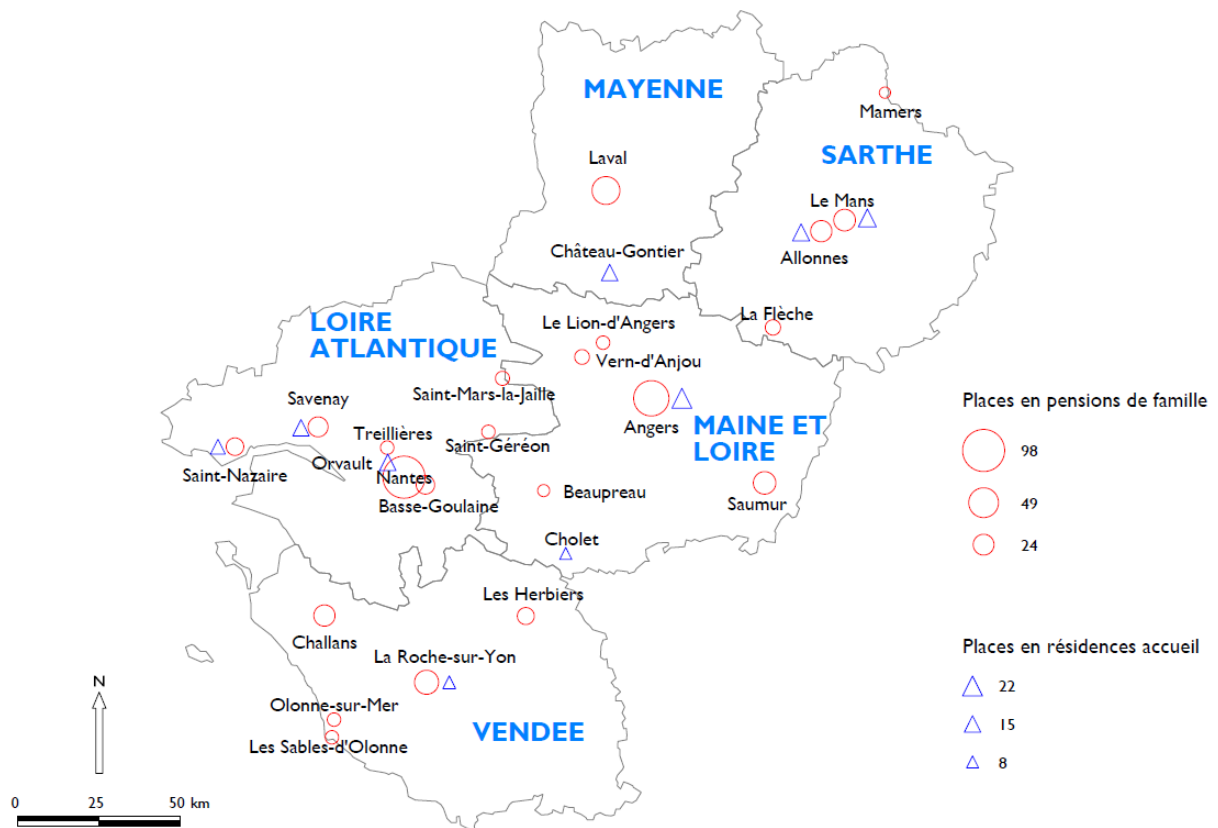 MAYENNE
Mamers
SARTHE
Laval
Le Mans
Allonnes
Château-Gontier
La Flèche
LOIRE
ATLANTIQUE
Le Lion-d'Angers
Vern-d'Anjou
Saint-Mars-la-Jaille
Savenay
Angers
MAINE ET
LOIRE
Treillières
Saint-Géréon
Orvault
Saint-Nazaire
Nantes
Basse-Goulaine
Beaupreau
Saumur
Cholet
Les Herbiers
Challans
La Roche-sur-Yon
Olonne-sur-Mer
Les Sables-d'Olonne
VENDEE
Places en pensions de famille
98
49
24
Places en résidences accueil
22
15
8
N
0 25 50 km